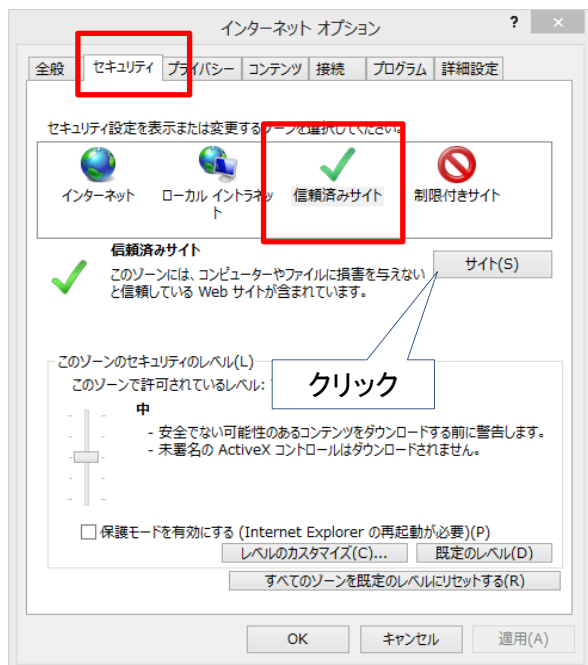 インターネット オプション
? ×
全般 セキュリティ プライバシー コンテンツ 接続 プログラム 詳細設定
セキュリティ設定を表示または変更するゾーンを選択してください。
インターネット ローカル イントラネット 信頼済みサイト 制限付きサイト
信頼済みサイト
サイト(S)
このゾーンには、コンピューターやファイルに損害を与えない
と信頼している Web サイトが含まれています。
このゾーンのセキュリティのレベル(L)
このゾーンで許可されているレベル:
クリック
中
- 安全でない可能性のあるコンテンツをダウンロードする前に警告します。
- 未署名の ActiveX コントロールはダウンロードされません。
保護モードを有効にする (Internet Explorer の再起動が必要)(P)
レベルのカスタマイズ(C)... 既定のレベル(D)
すべてのゾーンを既定のレベルにリセットする(R)
OK キャンセル 適用(A)